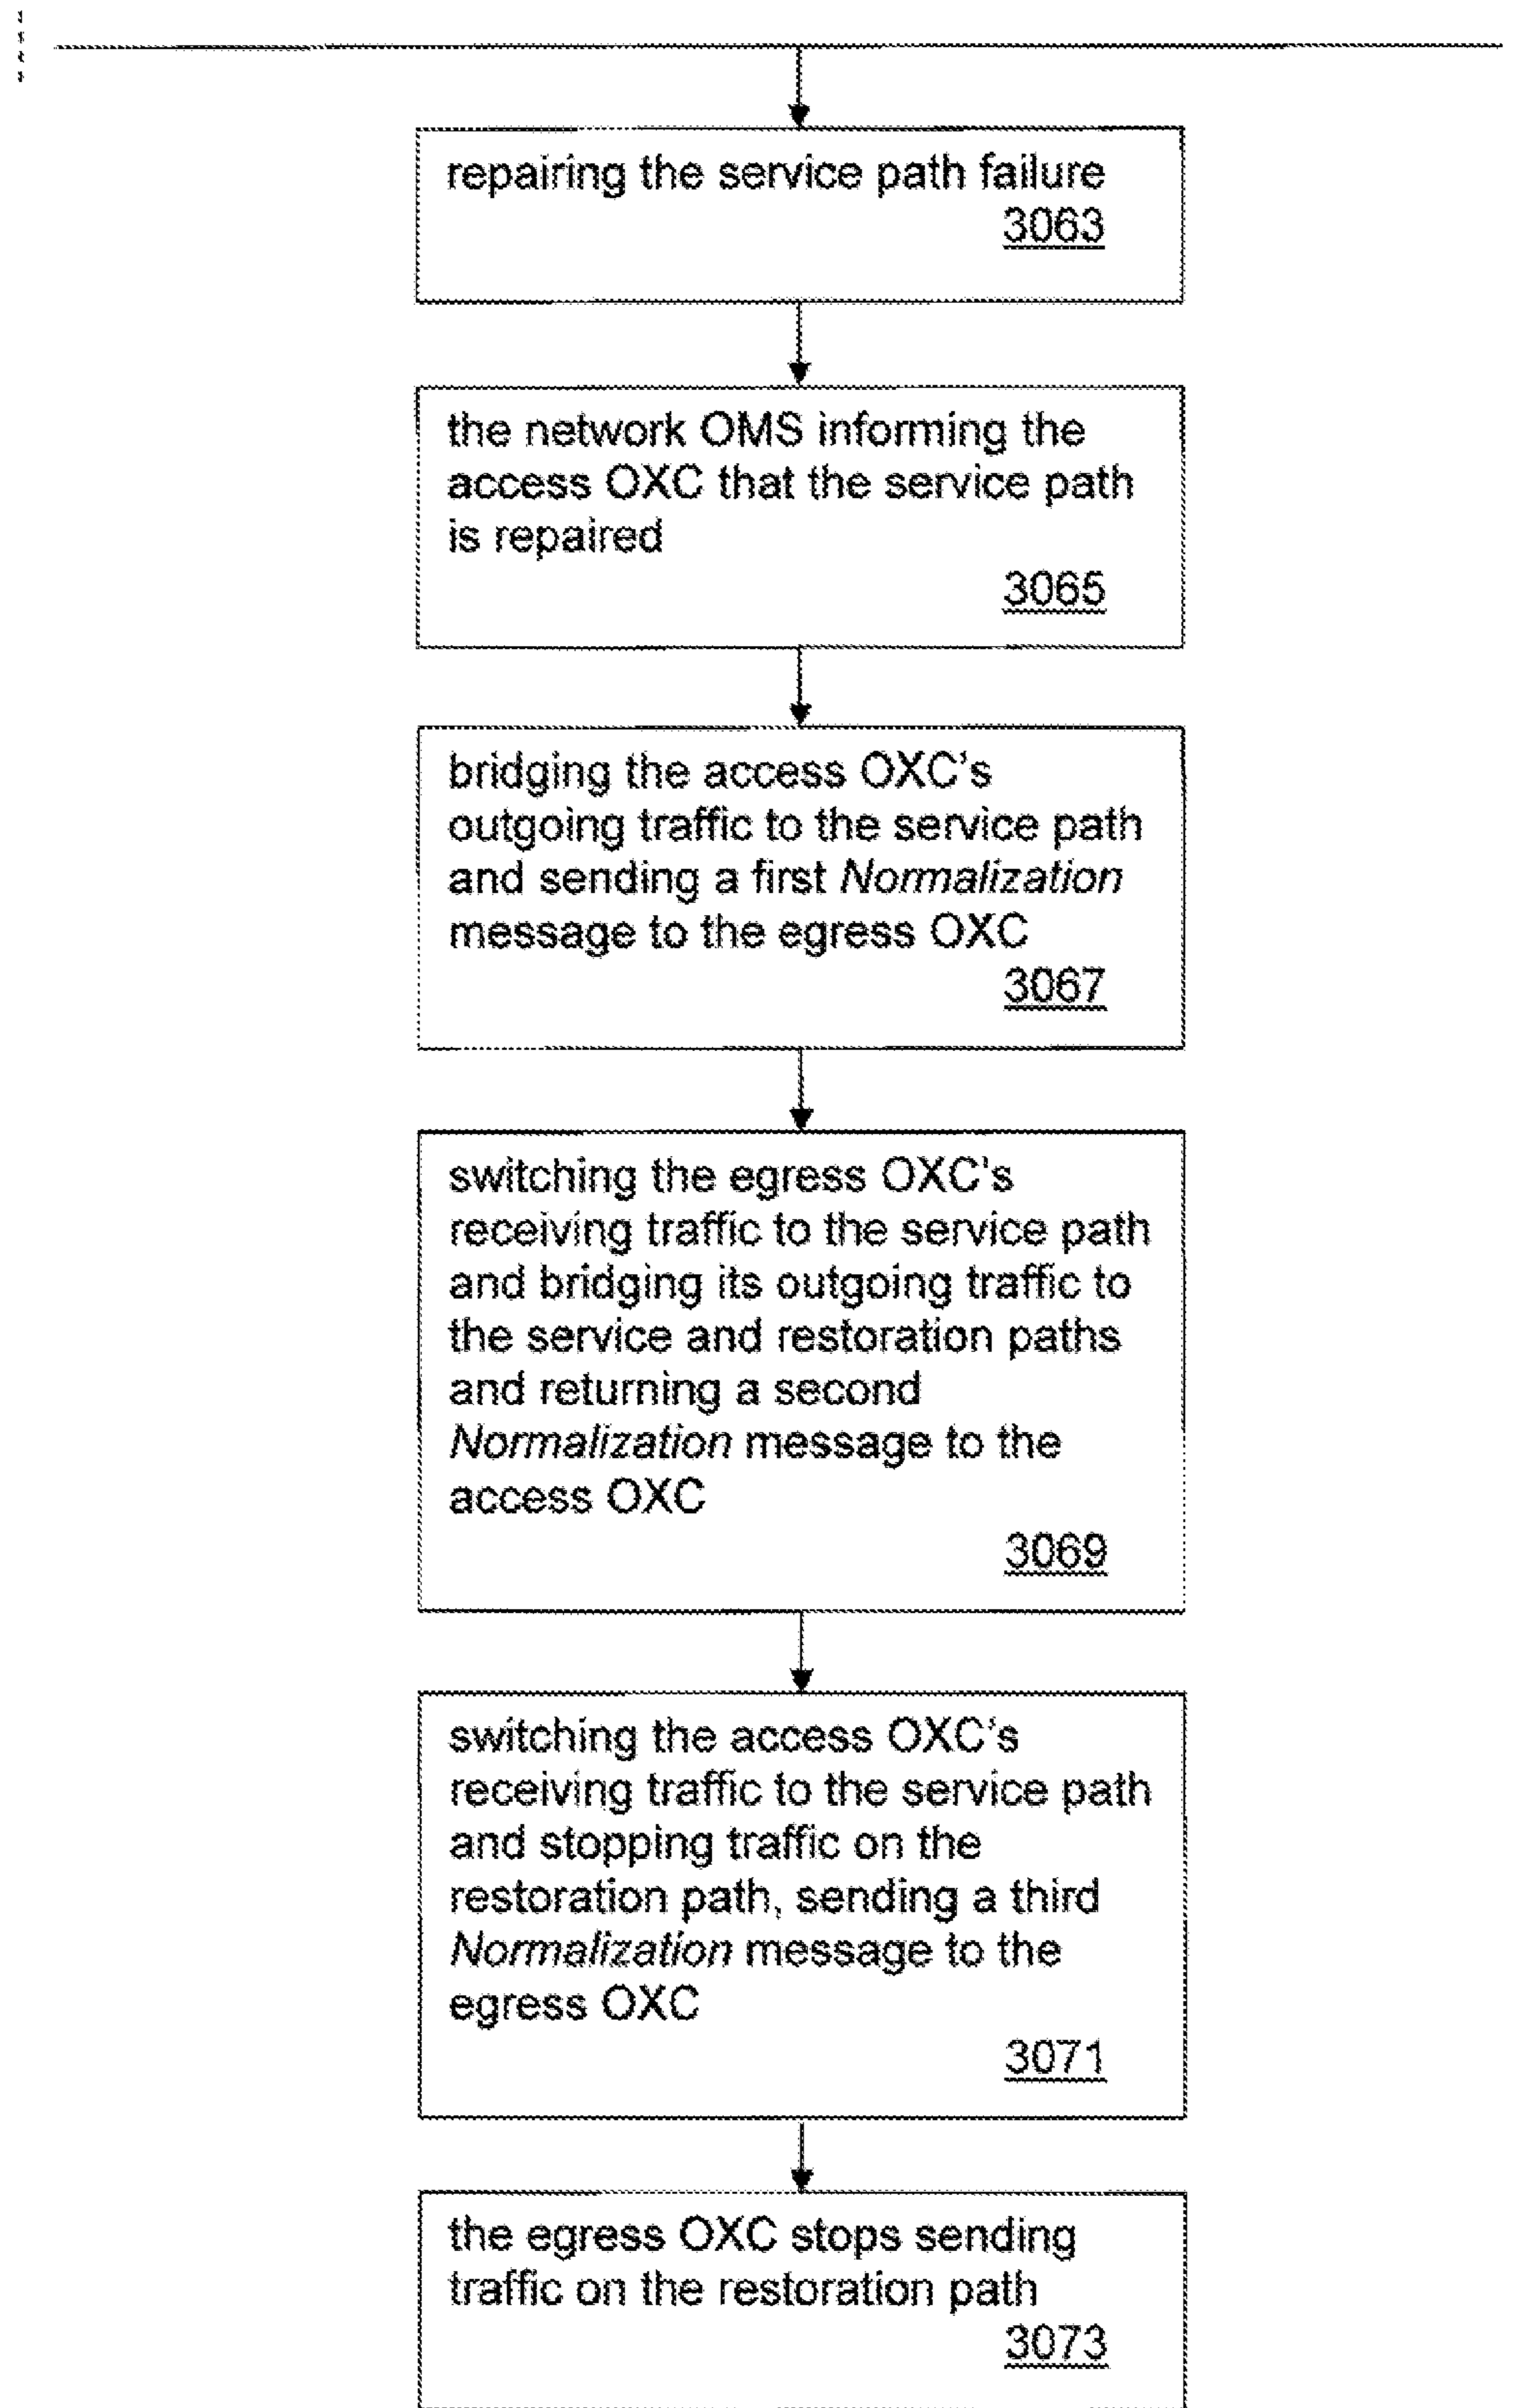 repairing the service path failure
3063
the network OMS informing the
access OXC that the service path
is repaired
3065
bridging the access OXC's
outgoing traffic to the service path
and sending a first Normalization
message to the egress OXC
3067
switching the egress OXC's
receiving traffic to the service path
and bridging its outgoing traffic to
the service and restoration paths
and returning a second
Normalization message to the
access OXC
3069
switching the access OXC's
receiving traffic to the service path
and stopping traffic on the
restoration path, sending a third
Normalization message to the
egress OXC
3071
the egress OXC stops sending
traffic on the restoration path
3073